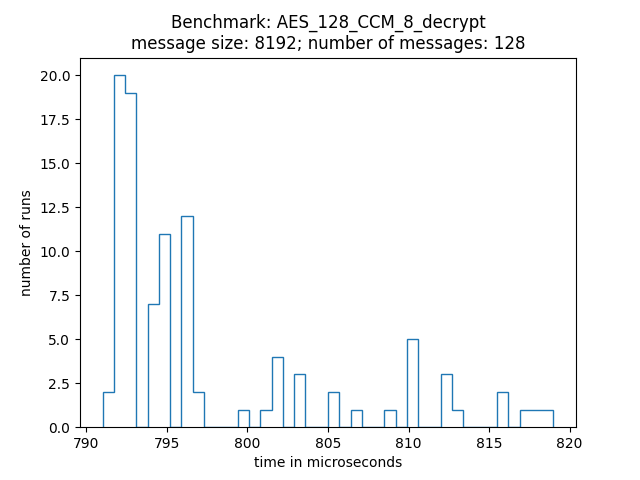 Benchmark: AES_128_CCM_8_decrypt
message size: 8192; number of messages: 128
20.0
17.5
15.0
12.5
10.0
7.5
5.0
2.5
0.0
number of runs
790 795 800 805 810 815 820
time in microseconds